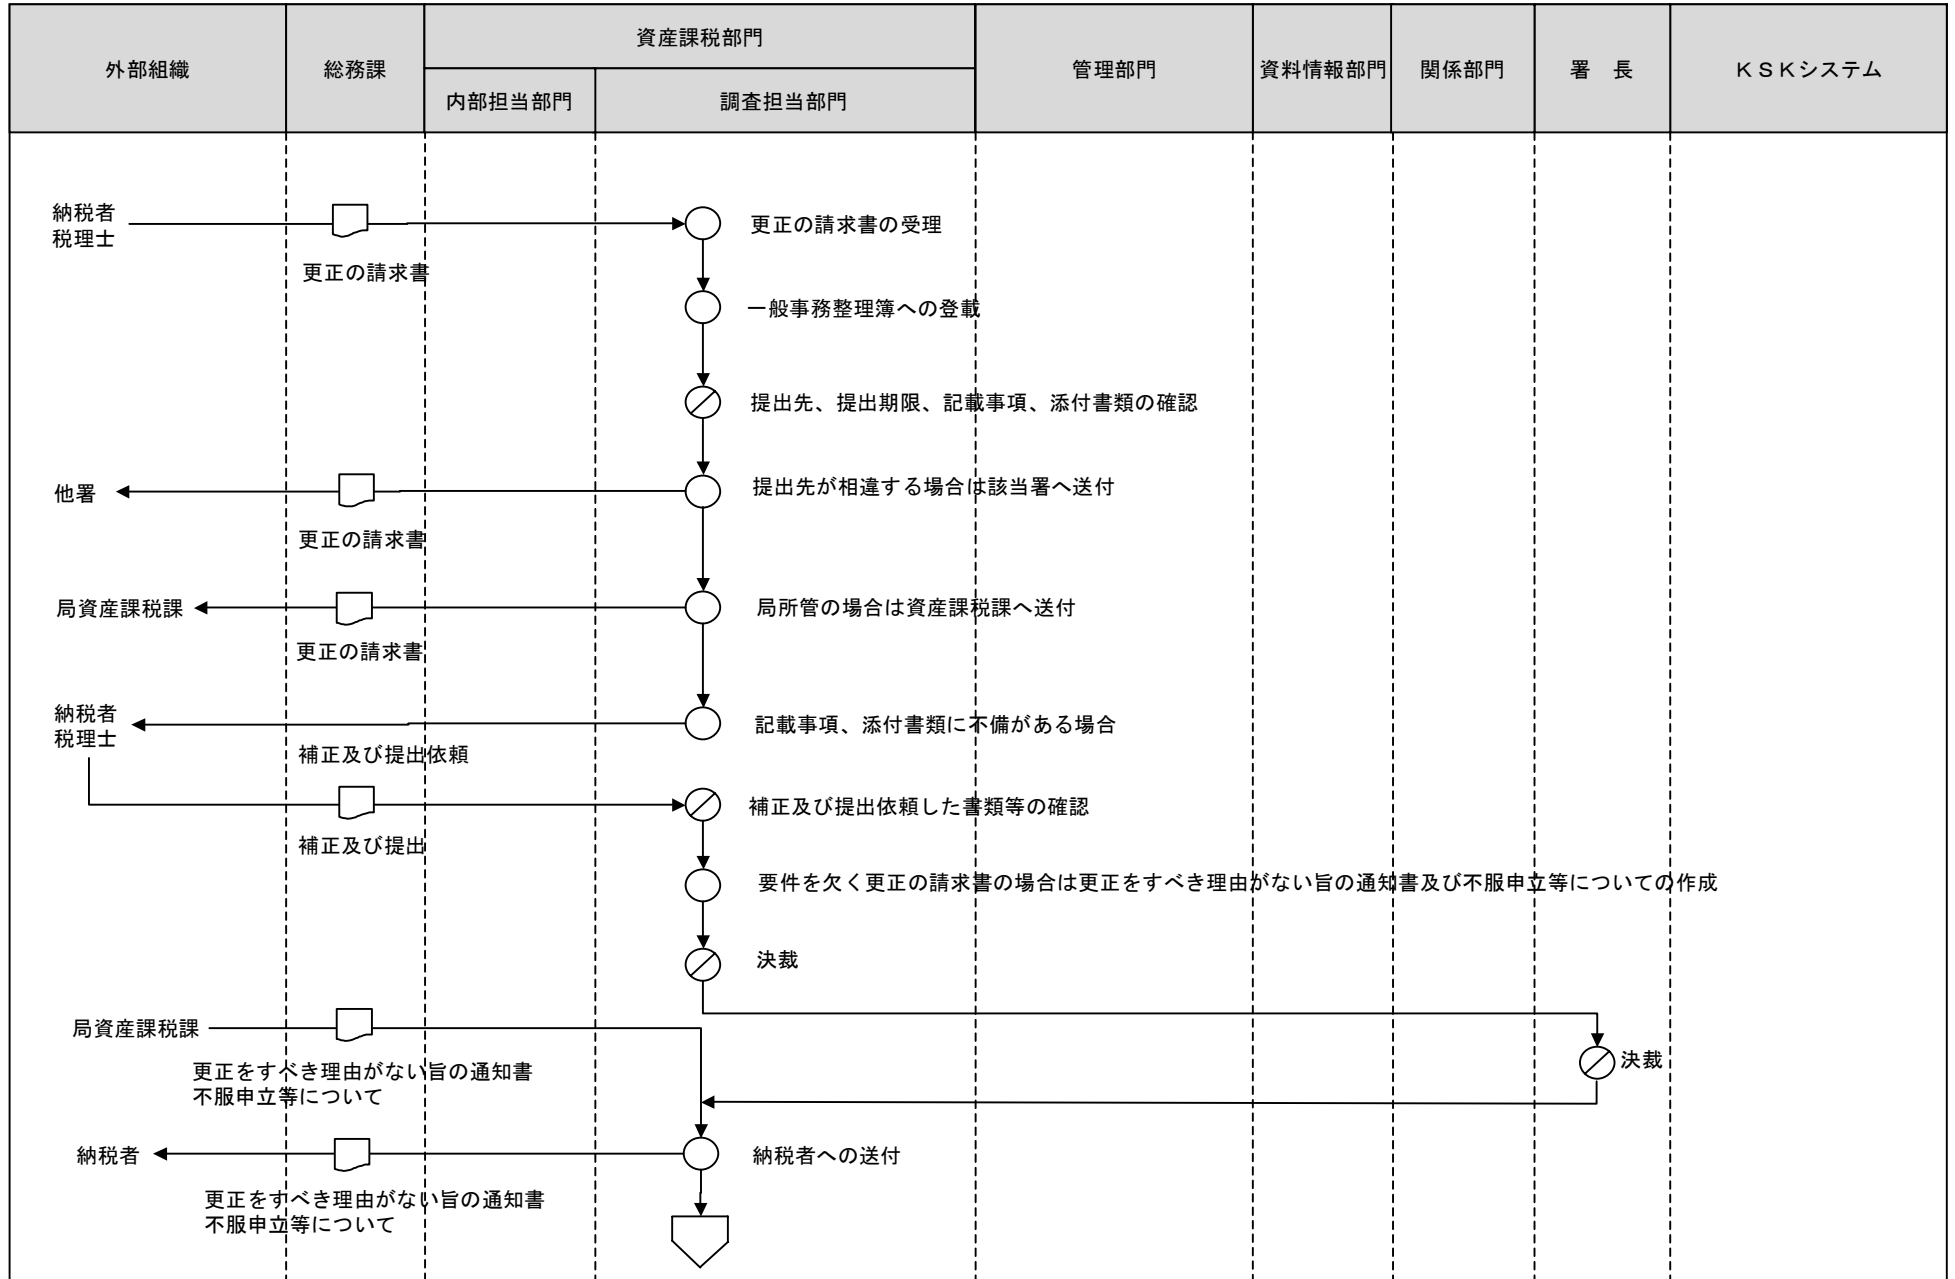 外部組織
総務課
資産課税部門
内部担当部門
調査担当部門
管理部門
資料情報部門
関係部門
署　長
ＫＳＫシステム
納税者
税理士
更正の請求書
更正の請求書の受理
一般事務整理簿への登載
提出先、提出期限、記載事項、添付書類の確認
他署
更正の請求書
提出先が相違する場合は該当署へ送付
局資産課税課
更正の請求書
局所管の場合は資産課税課へ送付
納税者
税理士
補正及び提出依頼
記載事項、添付書類に不備がある場合
補正及び提出
補正及び提出依頼した書類等の確認
要件を欠く更正の請求書の場合は更正をすべき理由がない旨の通知書及び不服申立等についての作成
決裁
局資産課税課
更正をすべき理由がない旨の通知書
不服申立等について
決裁
納税者
更正をすべき理由がない旨の通知書
不服申立等について
納税者への送付